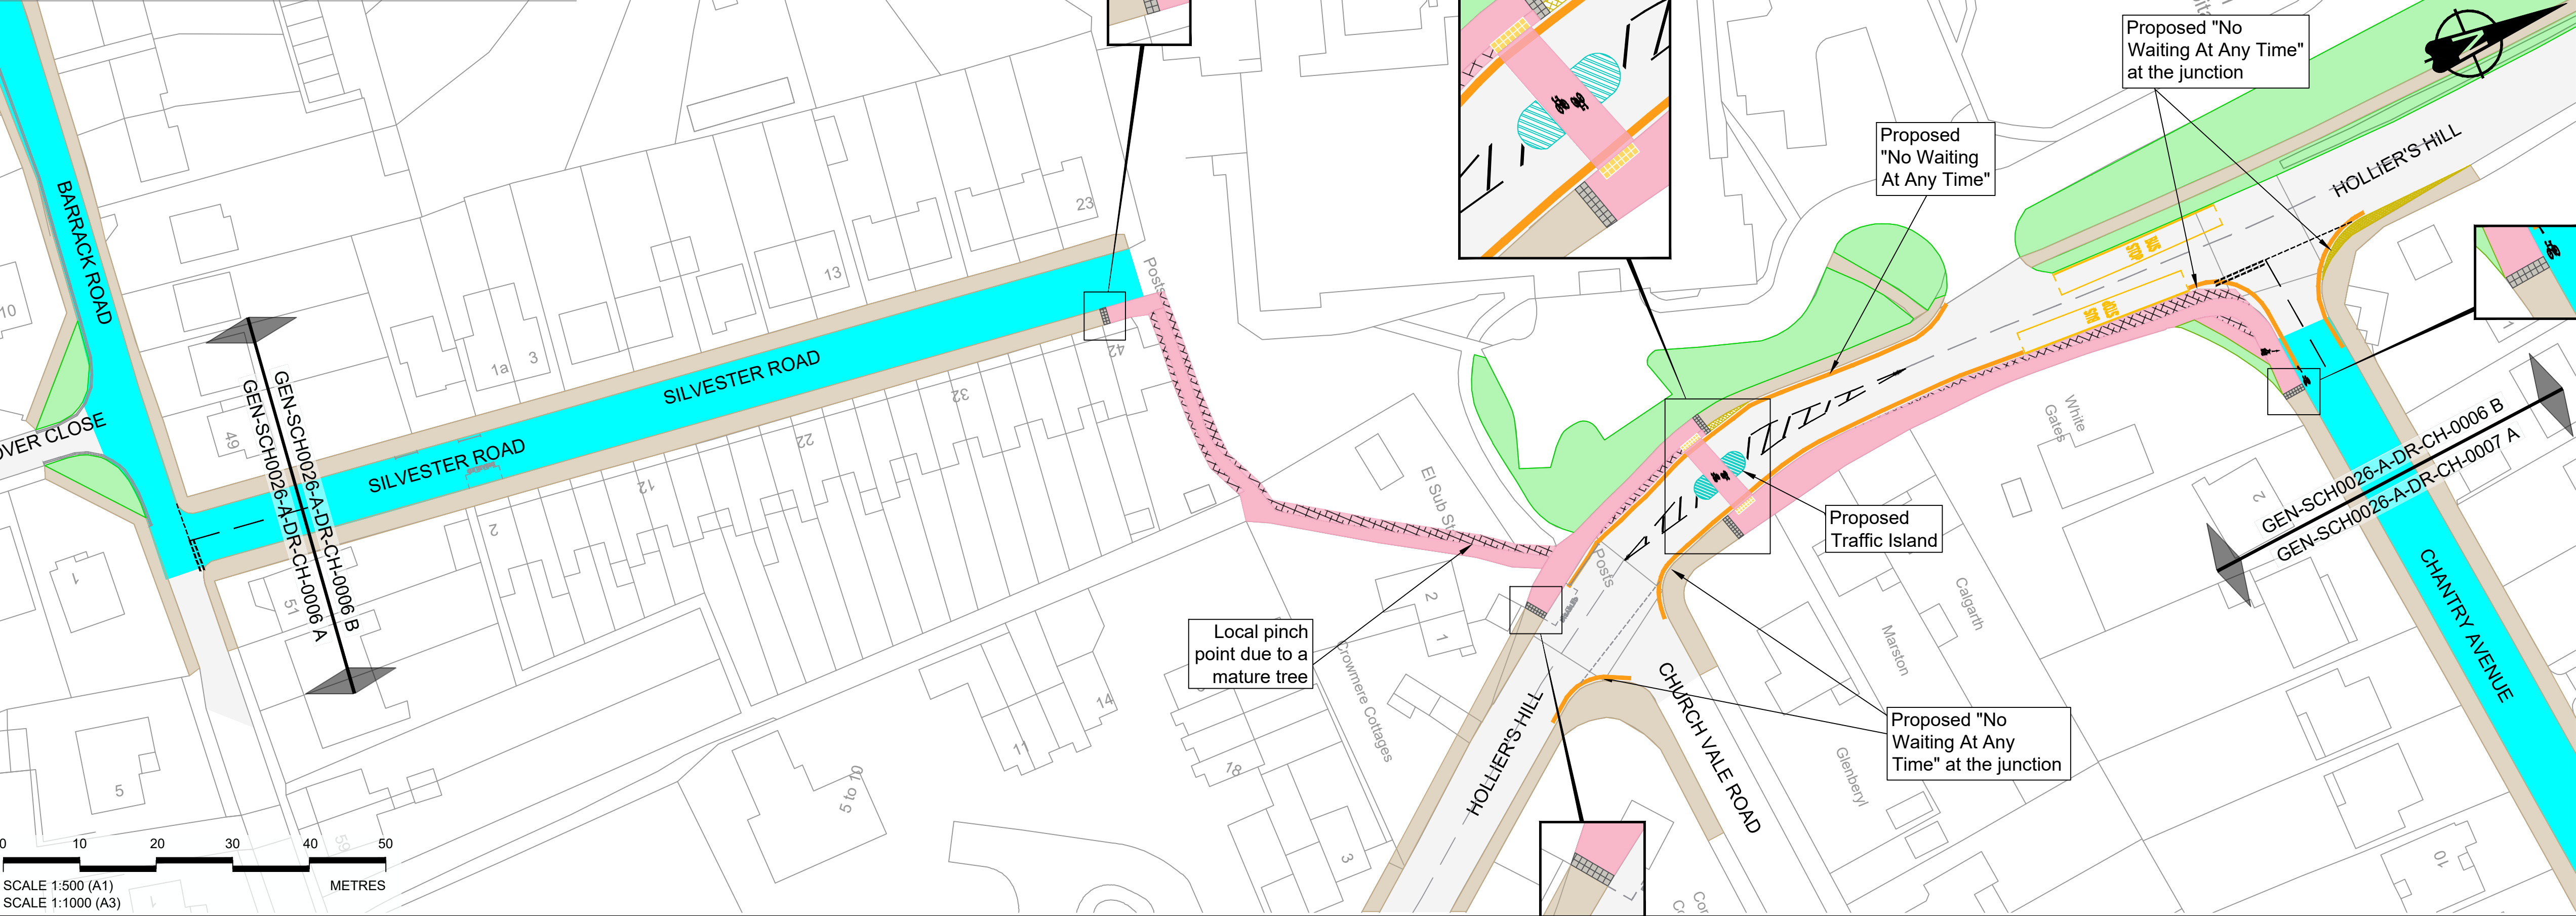 Proposed "No
Waiting At Any Time"
at the junction
Proposed
"No Waiting
At Any Time"
N
HOLLIER'S HILL
BARRACK ROAD
10
23
13
Posts
42
3
1a
SILVESTER ROAD
SILVESTER ROAD
32
22
12
2
49
OVER CLOSE
GEN-SCH0026-A-DR-CH-0006 B
GEN-SCH0026-A-DR-CH-0006 A
51
1
5
59
1
El Sub Sta
Posts
Proposed
Traffic Island
White
Gates
Calgarth
Marston
Glenberyl
1
2
GEN-SCH0026-A-DR-CH-0006 B
GEN-SCH0026-A-DR-CH-0007 A
CHANTRY AVENUE
10
Local pinch
point due to a
mature tree
2
1
Crowmere Cottages
14
11
18
3
5 to 10
HOLLIER'S HILL
CHURCH VALE ROAD
Proposed "No
Waiting At Any
Time" at the junction
0 10 20 30 40 50
SCALE 1:500 (A1) METRES
SCALE 1:1000 (A3)